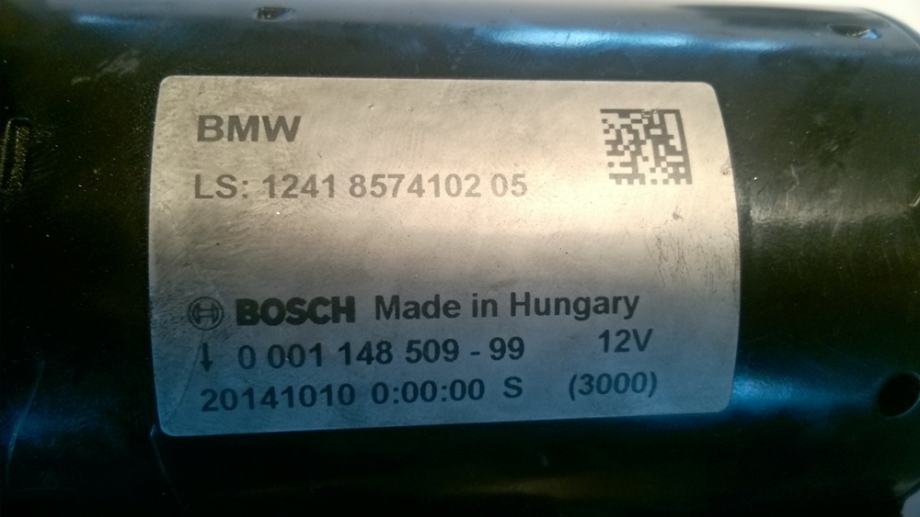 BMW
LS: 1241 8574102 05
BOSCH Made in Hungary
0 001 148 509 - 99 12V
20141010 0:00:00 S (3000)